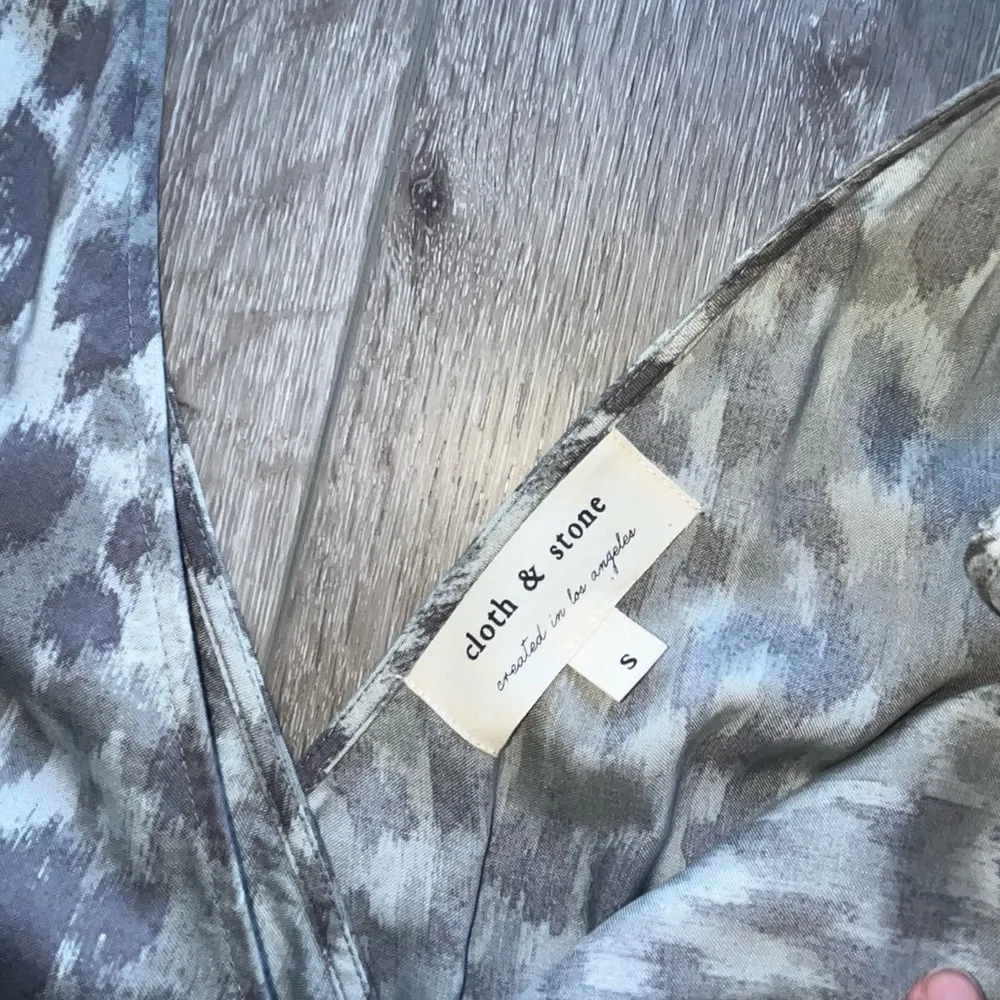 cloth & stone
created in los angeles
S